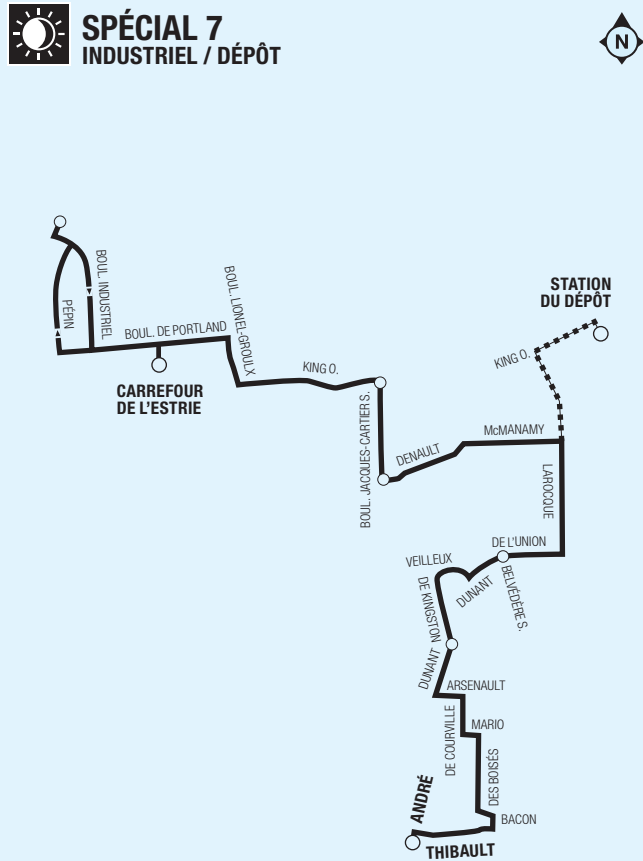 SPÉCIAL 7
INDUSTRIEL / DÉPÔT
N
BOUL. INDUSTRIEL
PÉPIN
BOUL. DE PORTLAND
BOUL. LIONEL-GROULX
CARREFOUR
DE L'ESTRIE
KING O.
STATION
DU DÉPÔT
KING O.
BOUL. JACQUES-CARTIER S.
DENAULT
McMANAMY
LAROCQUE
DE L'UNION
VEILLEUX
DUNANT
BELVÉDÈRE S.
DE KINGSTON
DUNANT
ARSENAULT
DE COURVILLE
MARIO
DES BOISÉS
BACON
ANDRÉ
THIBAULT